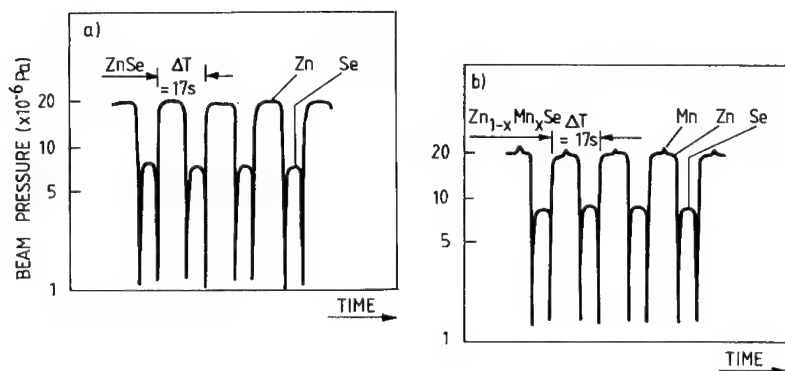 a)
ZnSe
ΔT
= 17s
Zn
Se
BEAM PRESSURE (x10⁻⁶ Pa)
20
10
5
1
TIME
b)
Zn₁₋ₓMnₓSe
ΔT
= 17s
Mn
Zn
Se
20
10
5
1
TIME